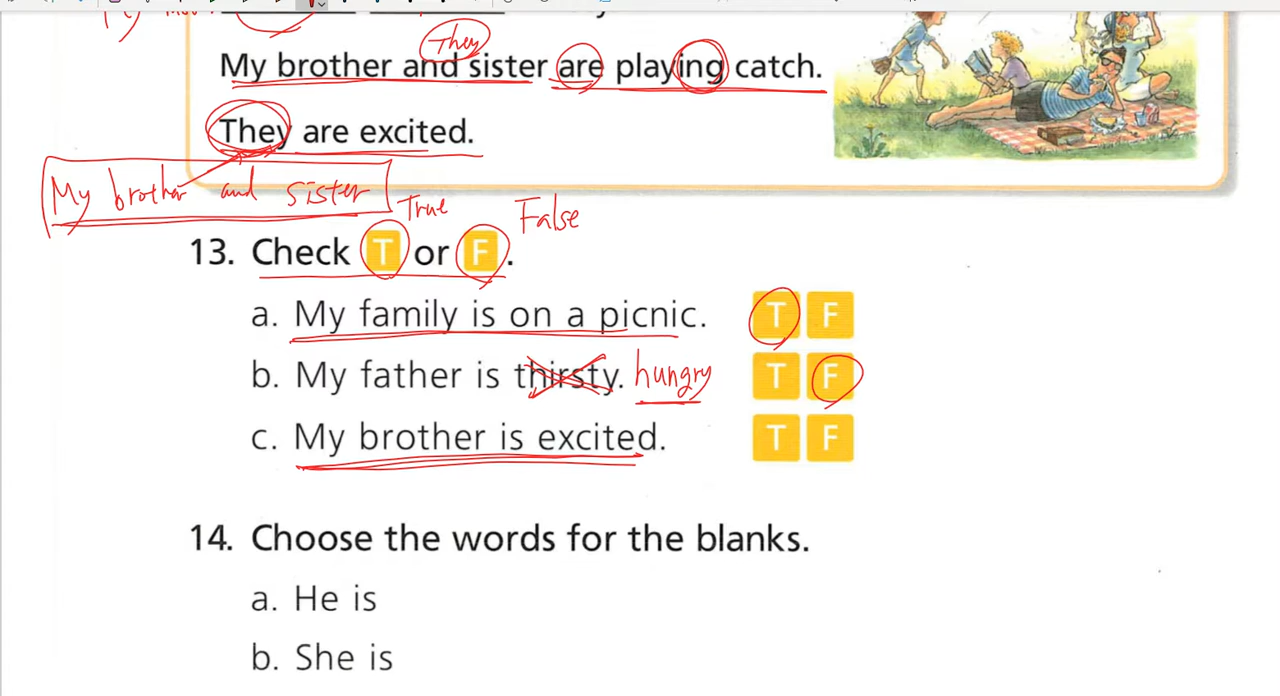 They
My brother and sister are playing catch.
They are excited.
My brother and sister
True False
13. Check T or F.
a. My family is on a picnic. T F
b. My father is thirsty. hungry T F
c. My brother is excited. T F
14. Choose the words for the blanks.
a. He is
b. She is